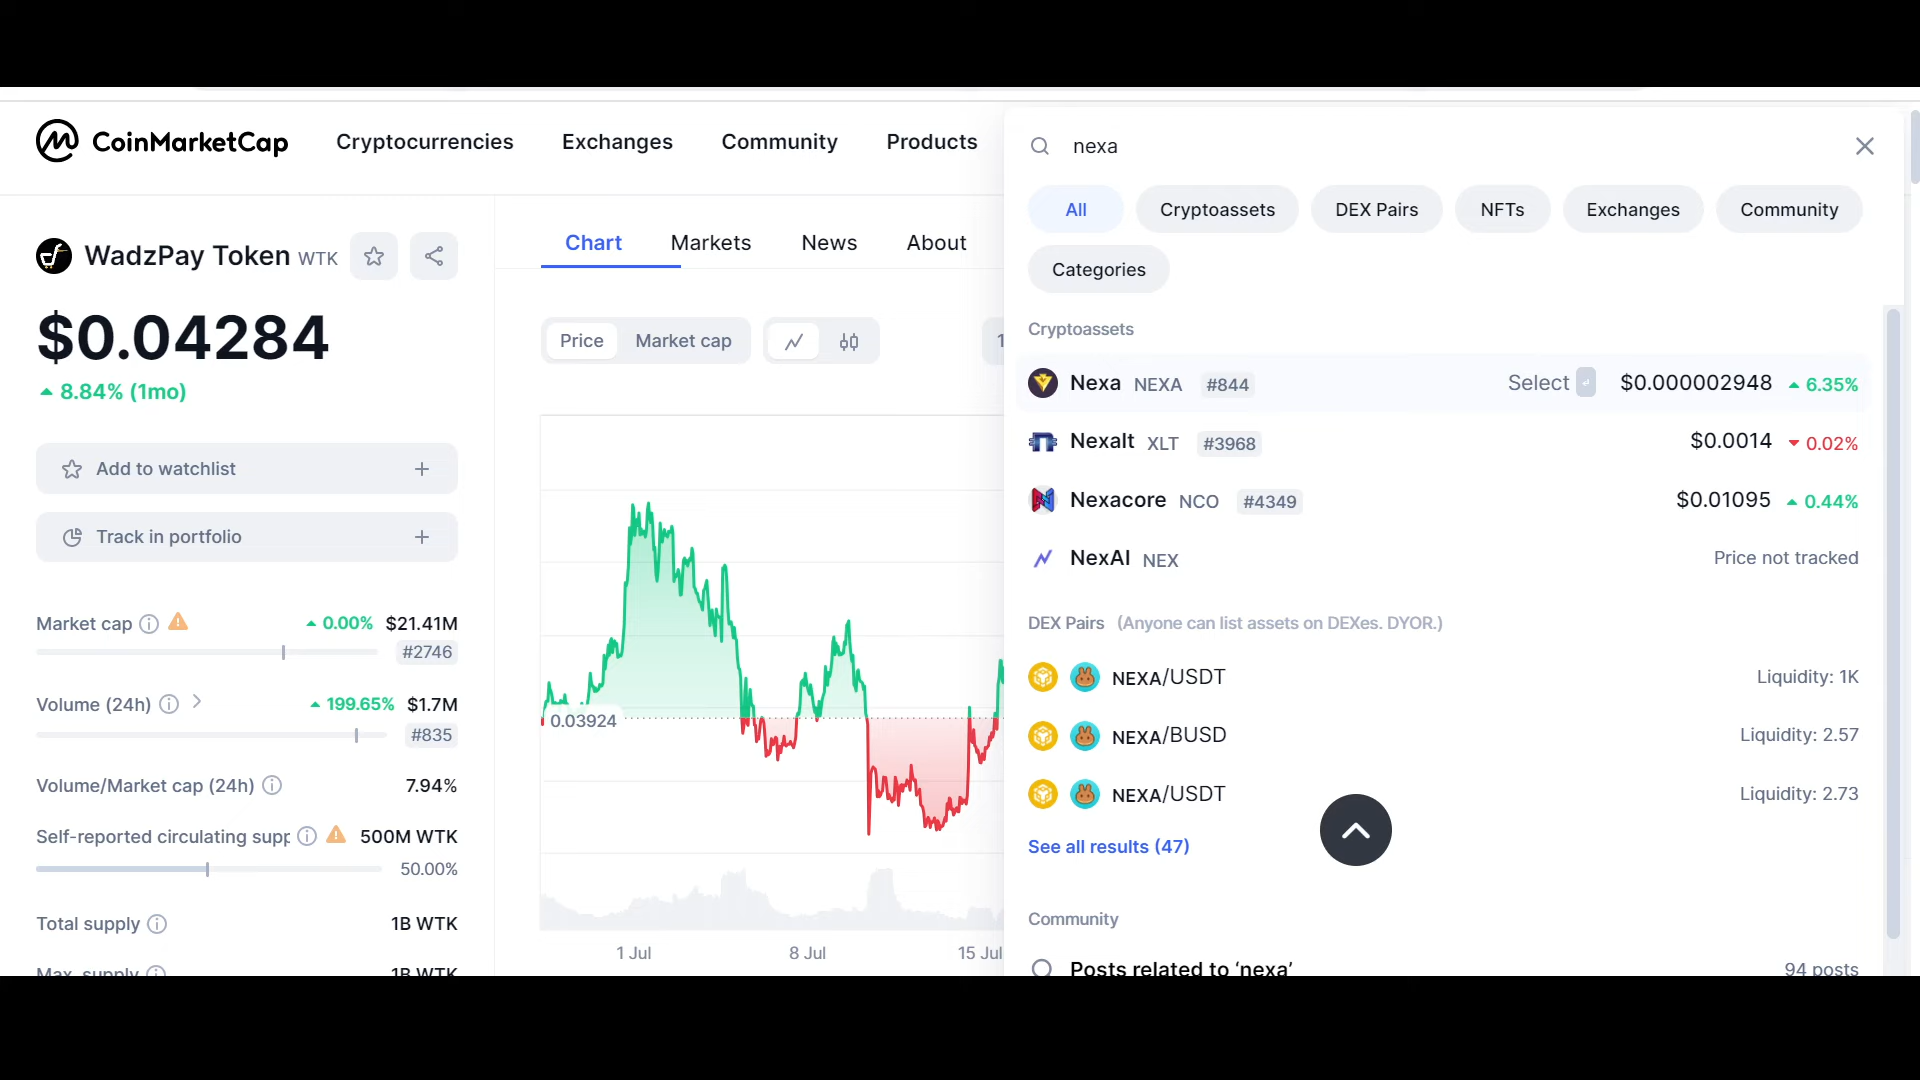 CoinMarketCap
Cryptocurrencies
Exchanges
Community
Products
WadzPay Token WTK
$0.04284
8.84% (1mo)
Add to watchlist
Track in portfolio
Market cap 0.00% $21.41M
#2746
Volume (24h) 199.65% $1.7M
#835
Volume/Market cap (24h) 7.94%
Self-reported circulating supp 500M WTK
50.00%
Total supply 1B WTK
Max. supply 1B WTK
Chart
Markets
News
About
Price
Market cap
1
0.03924
1 Jul
8 Jul
15 Jul
nexa
All
Cryptoassets
DEX Pairs
NFTs
Exchanges
Community
Categories
Cryptoassets
Nexa NEXA #844 Select $0.000002948 6.35%
Nexalt XLT #3968 $0.0014 0.02%
Nexacore NCO #4349 $0.01095 0.44%
NexAI NEX Price not tracked
DEX Pairs (Anyone can list assets on DEXes. DYOR.)
NEXA/USDT Liquidity: 1K
NEXA/BUSD Liquidity: 2.57
NEXA/USDT Liquidity: 2.73
See all results (47)
Community
Posts related to ‘nexa’ 94 posts